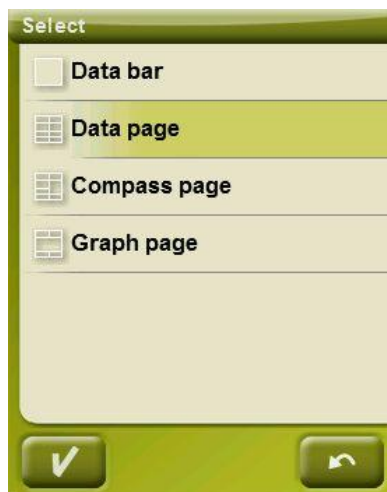 Select
Data bar
Data page
Compass page
Graph page